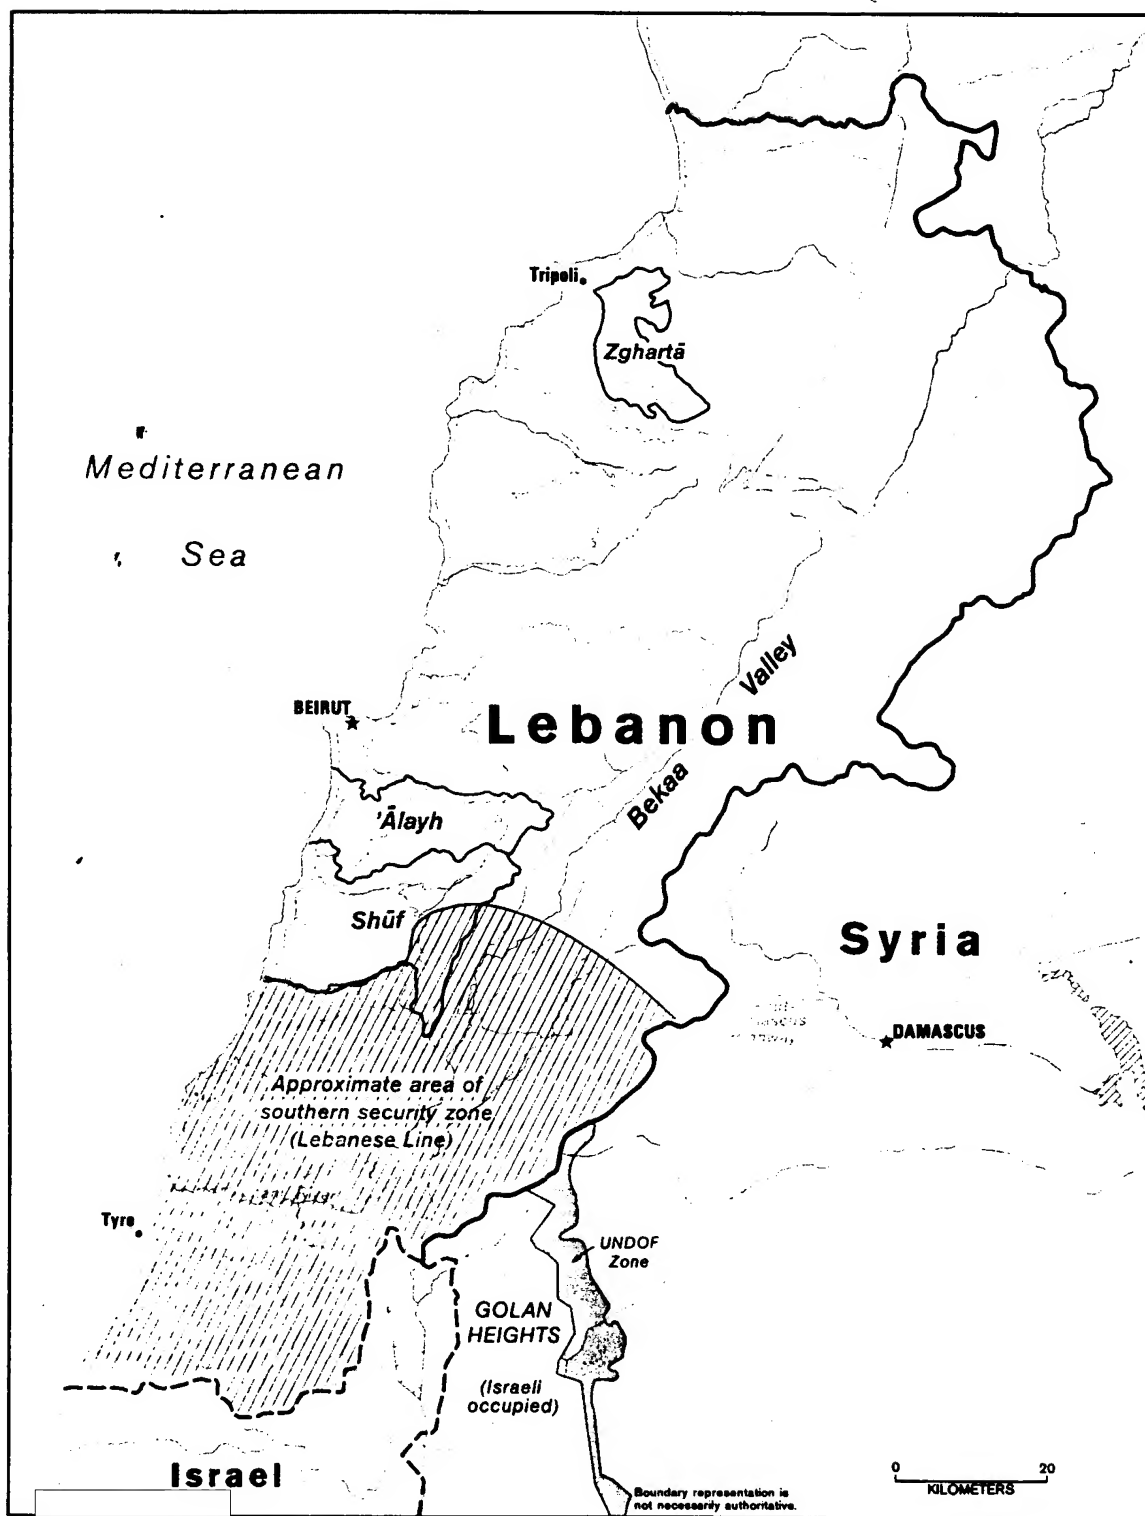 Tripoli
Zghartā
Mediterranean
Sea
Valley
BEIRUT
Lebanon
Bekaa
'Ālayh
Shūf
Syria
DAMASCUS
Approximate area of
southern security zone
(Lebanese Line)
Tyre
UNDOF
Zone
GOLAN
HEIGHTS
(Israeli
occupied)
Israel
0 20
KILOMETERS
Boundary representation is
not necessarily authoritative.